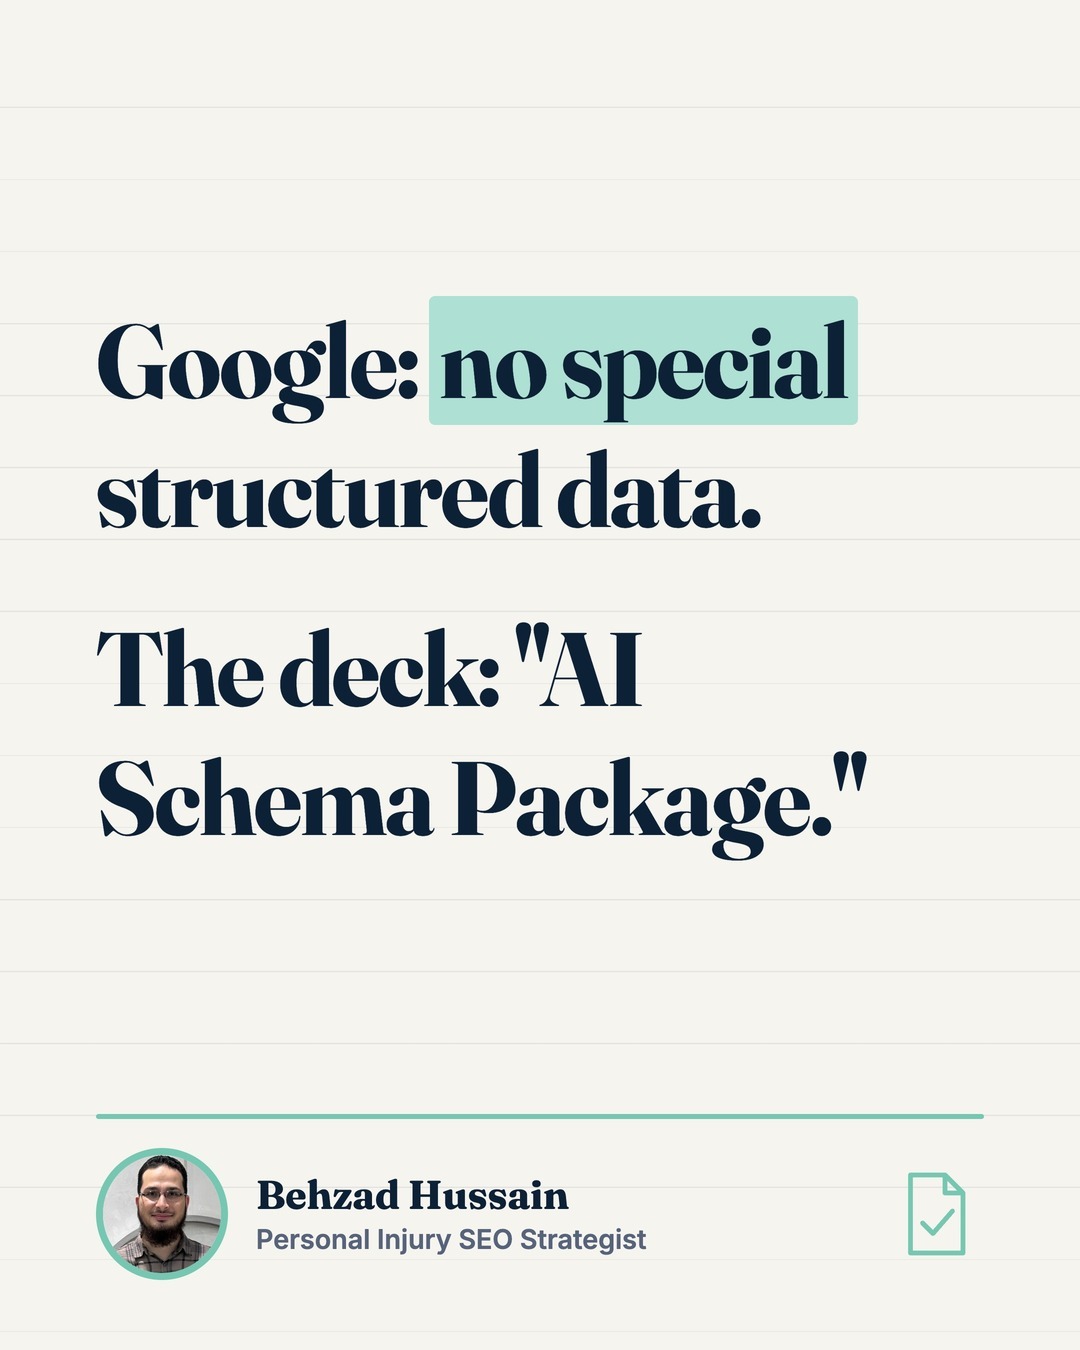 Google: no special
structured data.
The deck: "AI
Schema Package."
Behzad Hussain
Personal Injury SEO Strategist